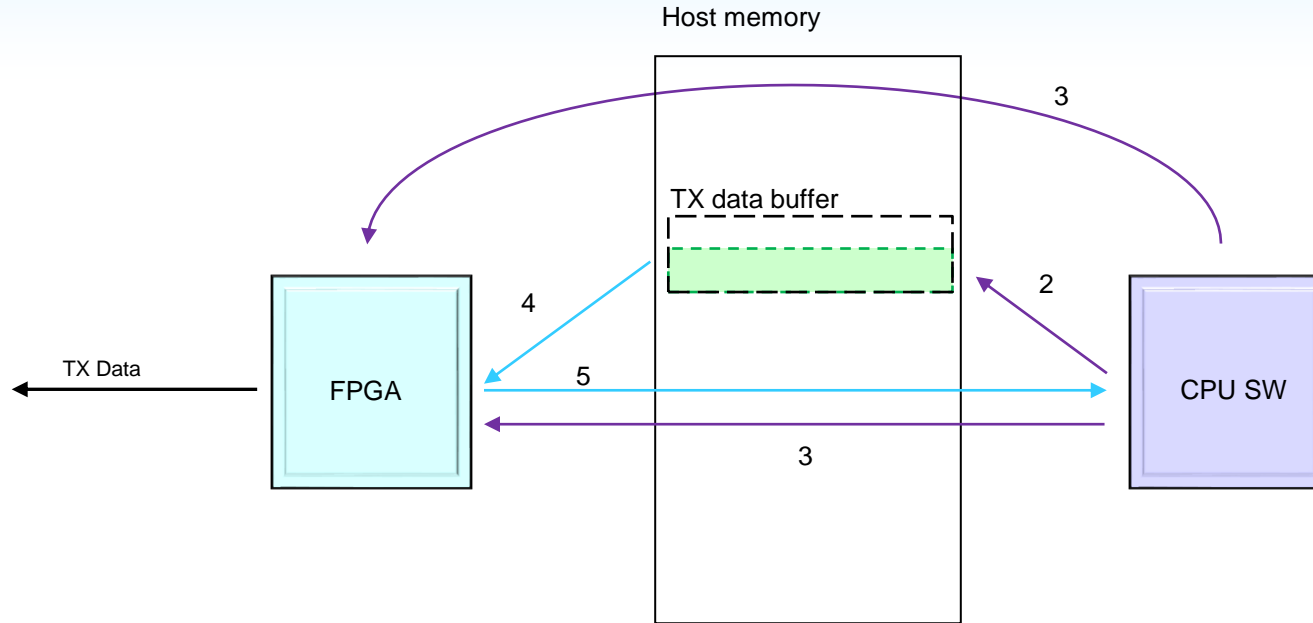 Host memory
3
TX data buffer
2
4
TX Data
5
FPGA
CPU SW
3